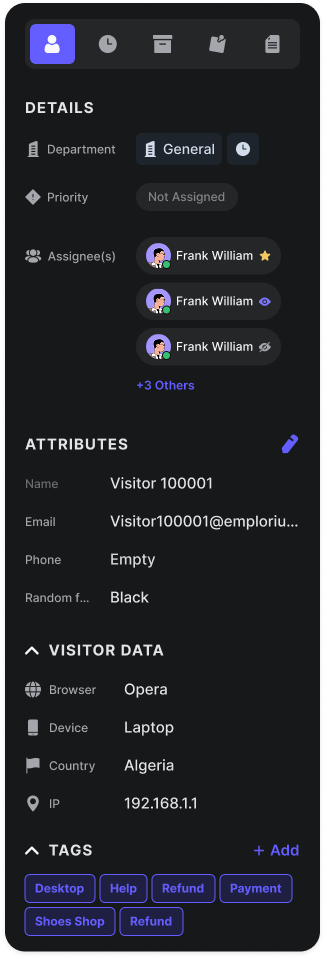 DETAILS
Department General
Priority Not Assigned
Assignee(s) Frank William
Frank William
Frank William
+3 Others
ATTRIBUTES
Name Visitor 100001
Email Visitor100001@emploriu...
Phone Empty
Random f... Black
VISITOR DATA
Browser Opera
Device Laptop
Country Algeria
IP 192.168.1.1
TAGS + Add
Desktop Help Refund Payment
Shoes Shop Refund